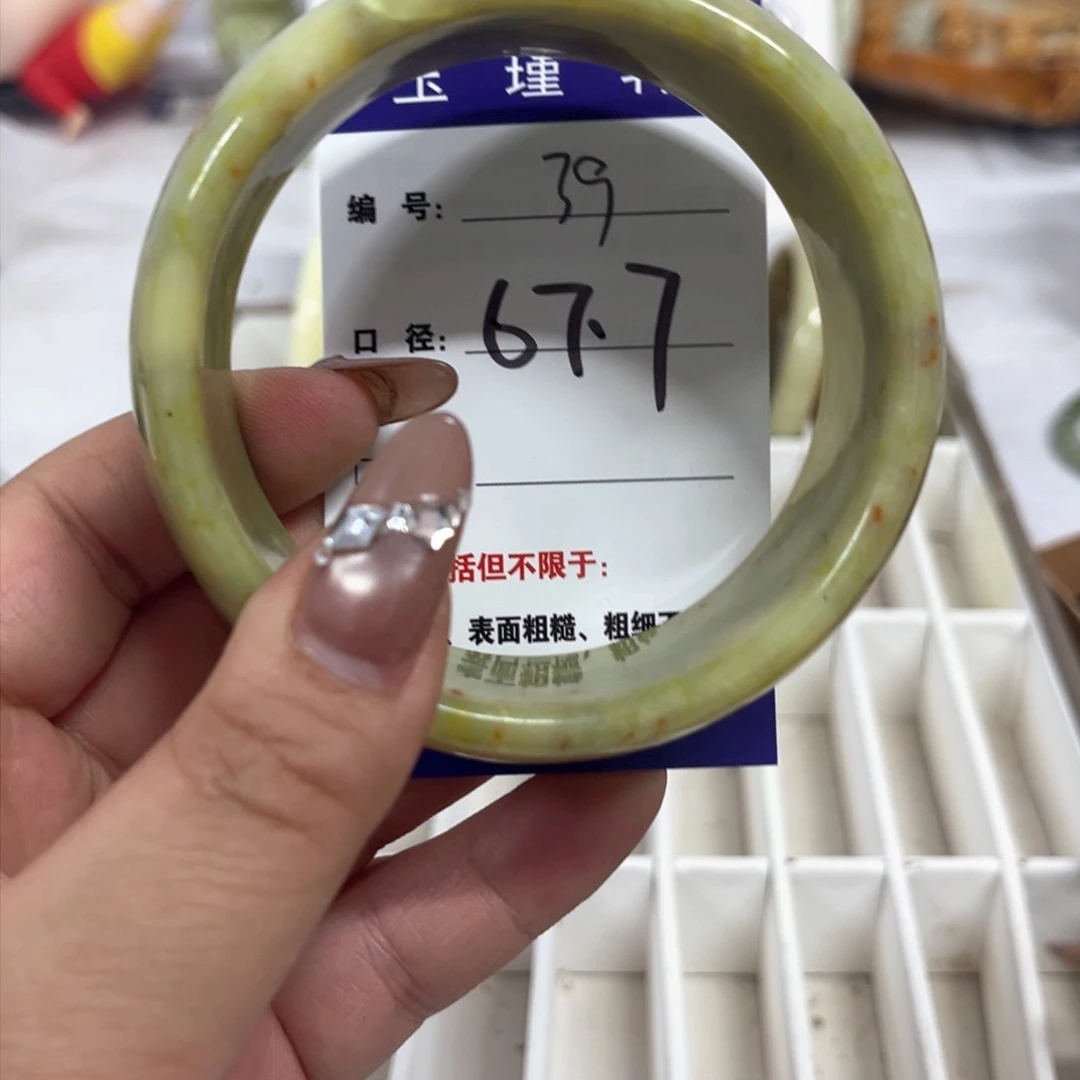 玉 瑾
编 号: 39
口 径: 67.7
括但不限于:
、表面粗糙、粗细